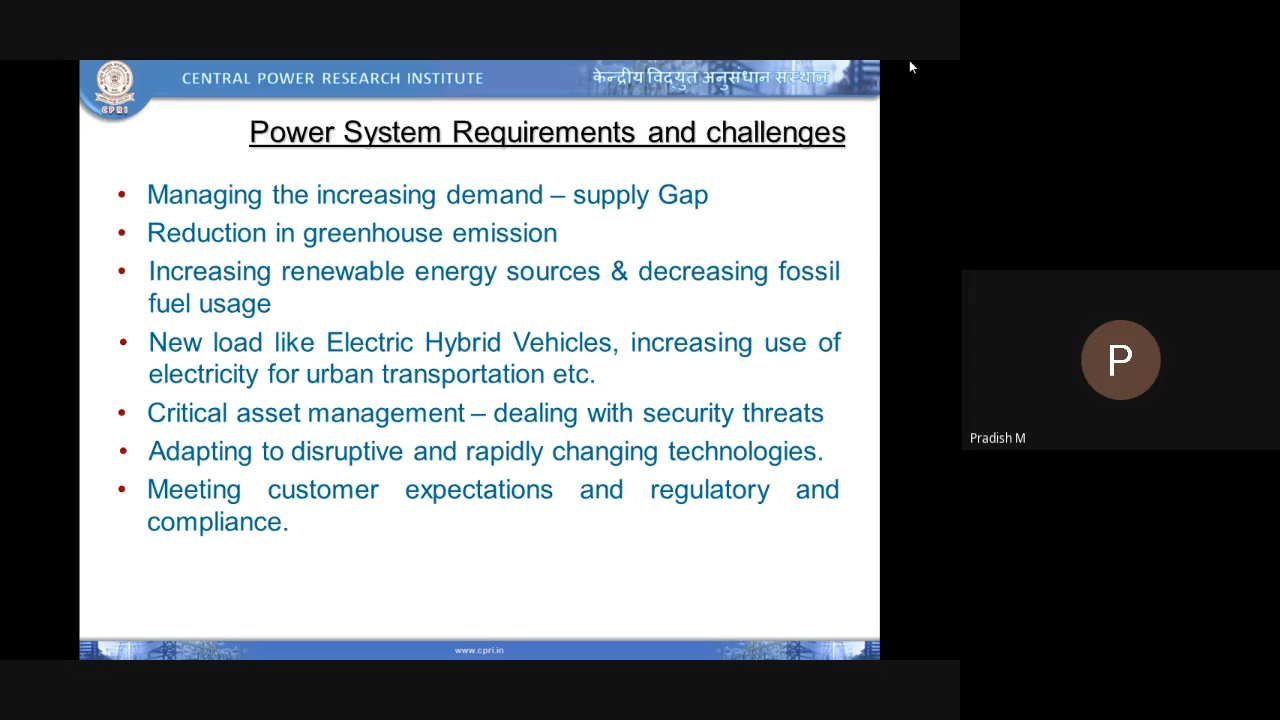 CENTRAL POWER RESEARCH INSTITUTE
केन्द्रीय विद्युत अनुसंधान संस्थान
CPRI
Power System Requirements and challenges
• Managing the increasing demand – supply Gap
• Reduction in greenhouse emission
• Increasing renewable energy sources & decreasing fossil
fuel usage
• New load like Electric Hybrid Vehicles, increasing use of
electricity for urban transportation etc.
• Critical asset management – dealing with security threats
• Adapting to disruptive and rapidly changing technologies.
• Meeting customer expectations and regulatory and
compliance.
www.cpri.in
P
Pradish M